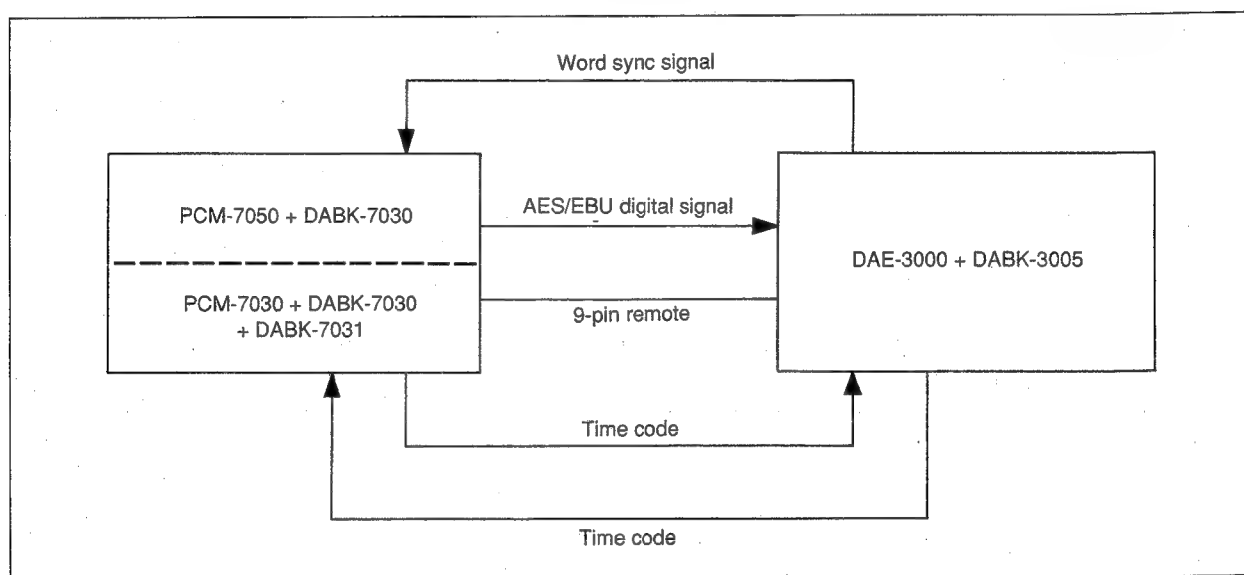 Word sync signal
PCM-7050 + DABK-7030
AES/EBU digital signal
DAE-3000 + DABK-3005
PCM-7030 + DABK-7030
+ DABK-7031
9-pin remote
Time code
Time code